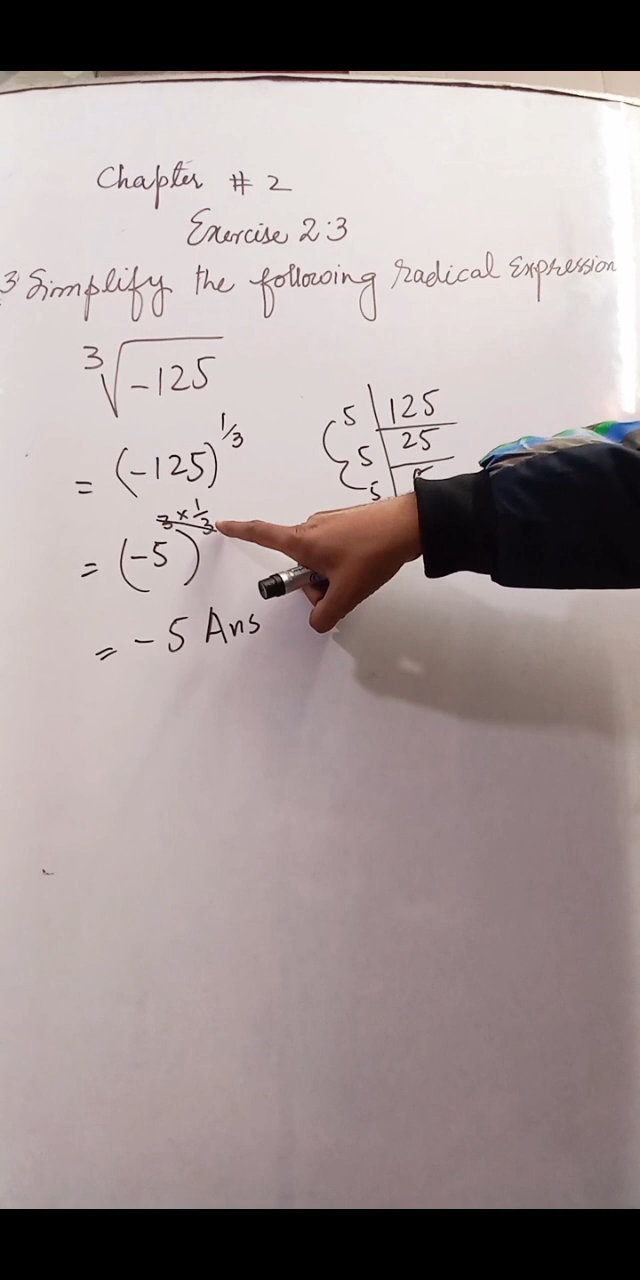 Chapter # 2
Exercise 2.3
3 Simplify the following radical Expression
∛-125
= (-125)^1/3
= (-5)^3×1/3
= -5 Ans
5 | 125
5 | 25
5 | 5